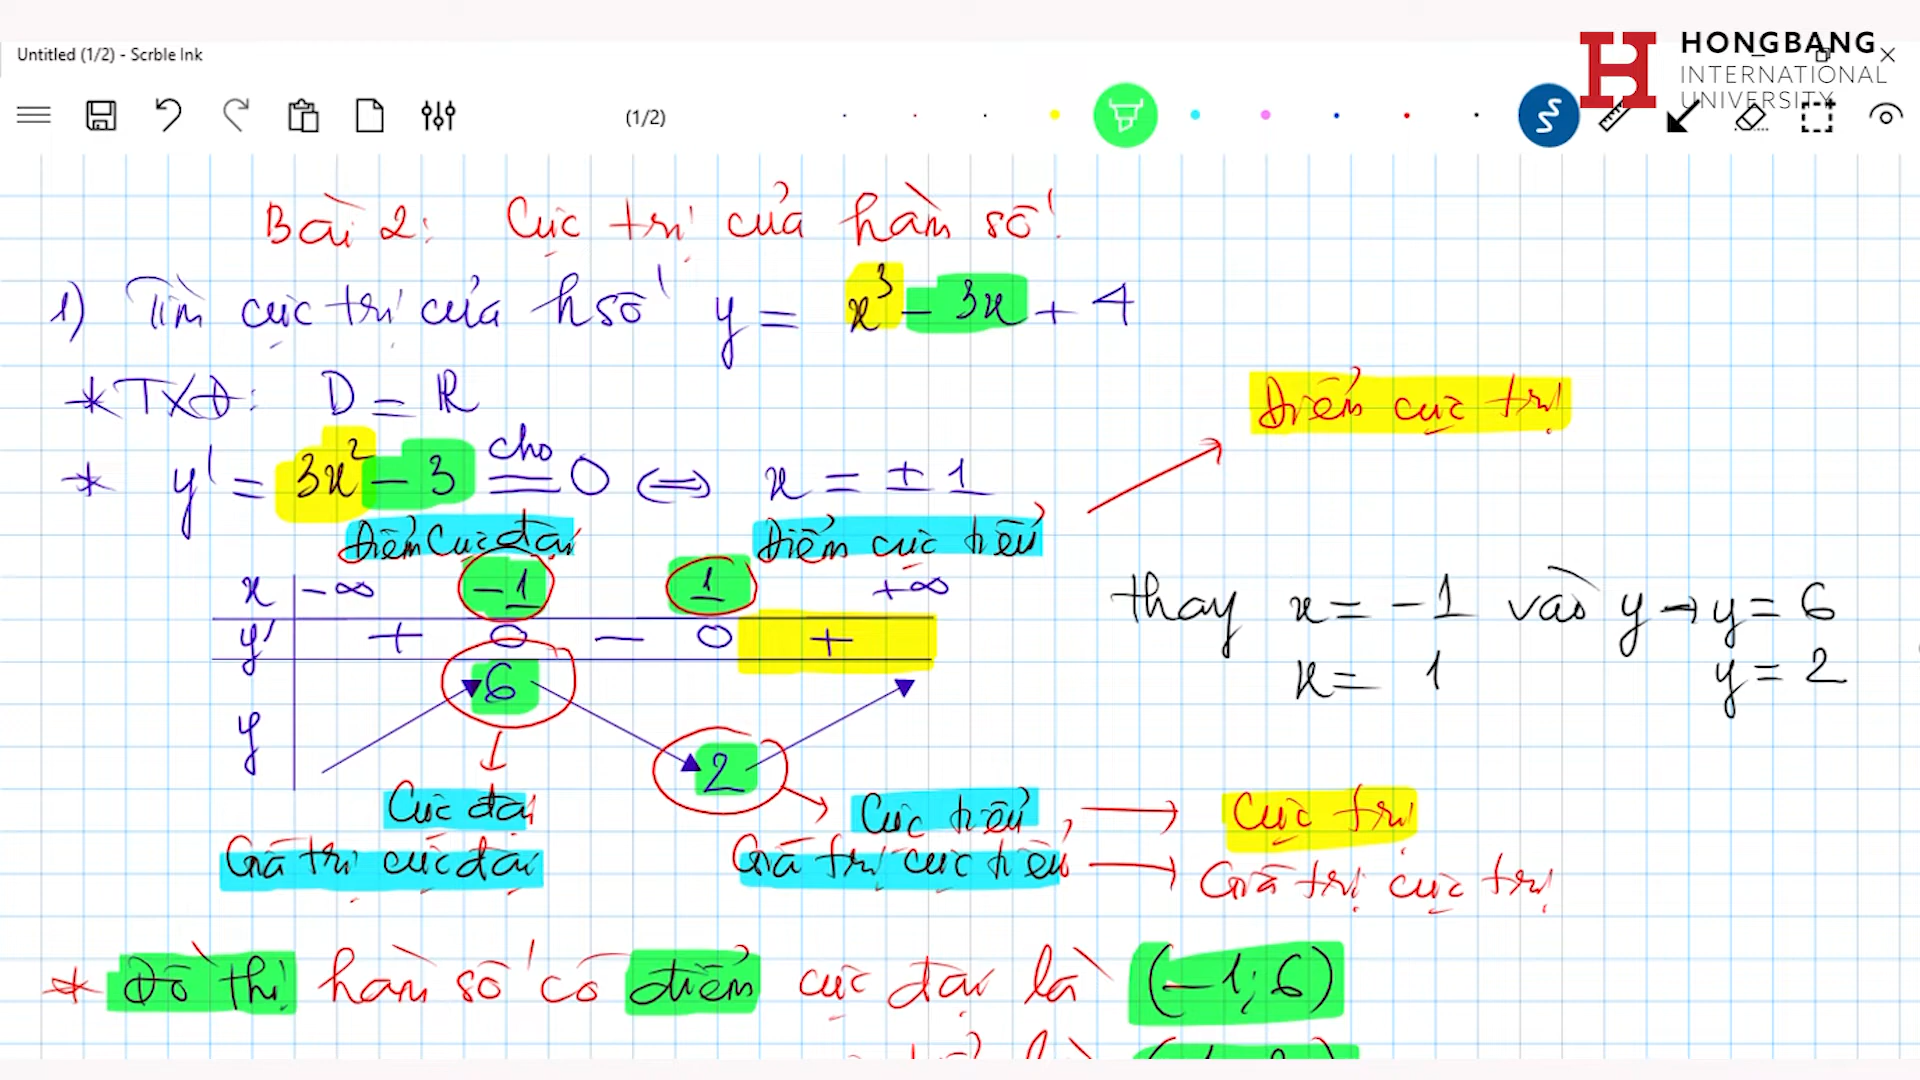 Untitled (1/2) - Scrble Ink
HONGBANG
INTERNATIONAL
UNIVERSITY
(1/2)
Bài 2: Cực trị của hàm số
1) Tìm cực trị của hsố y = x³ - 3x + 4
* TXĐ: D = R
Điểm cực trị
* y' = 3x² - 3 cho = 0 <=> x = ± 1
Điểm Cực đại Điểm cực tiểu
x -∞ -1 1 +∞
y' + 0 - 0 +
thay x = -1 vào y → y = 6
x = 1 y = 2
y 6 2
Cực đại Cực tiểu → Cực trị
Giá trị cực đại Giá trị cực tiểu → Giá trị cực trị
* Đồ thị hàm số có điểm cực đại là (-1; 6)